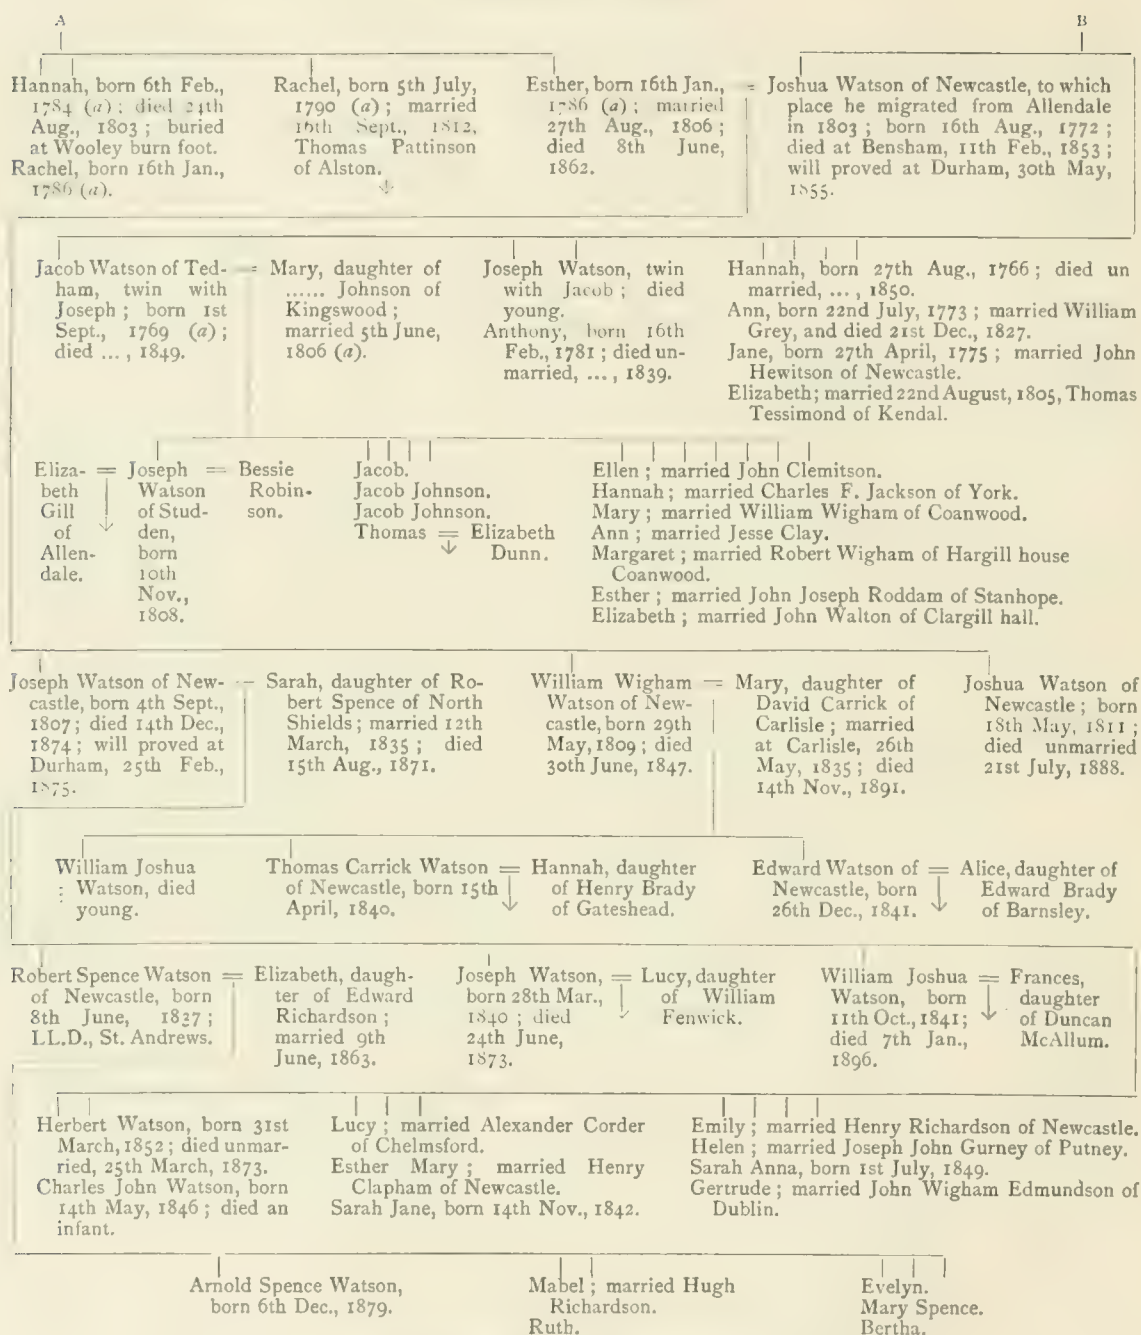 A
B
Hannah, born 6th Feb.,
1784 (a); died 24th
Aug., 1803; buried
at Wooley burn foot.
Rachel, born 16th Jan.,
1786 (a).
Rachel, born 5th July,
1790 (a); married
16th Sept., 1812,
Thomas Pattinson
of Alston.
Esther, born 16th Jan.,
1786 (a); married
27th Aug., 1806;
died 8th June,
1862.
= Joshua Watson of Newcastle, to which
place he migrated from Allendale
in 1803; born 16th Aug., 1772;
died at Bensham, 11th Feb., 1853;
will proved at Durham, 30th May,
1855.
Jacob Watson of Ted-
ham, twin with
Joseph; born 1st
Sept., 1769 (a);
died ..., 1849.
= Mary, daughter of
...... Johnson of
Kingswood;
married 5th June,
1806 (a).
Joseph Watson, twin
with Jacob; died
young.
Anthony, born 16th
Feb., 1781; died un-
married, ..., 1839.
Hannah, born 27th Aug., 1766; died un
married, ..., 1850.
Ann, born 22nd July, 1773; married William
Grey, and died 21st Dec., 1827.
Jane, born 27th April, 1775; married John
Hewitson of Newcastle.
Elizabeth; married 22nd August, 1805, Thomas
Tessimond of Kendal.
Eliza-
beth
Gill
of
Allen-
dale.
= Joseph
Watson
of Stud-
den,
born
10th
Nov.,
1808.
= Bessie
Robin-
son.
Jacob.
Jacob Johnson.
Jacob Johnson.
Thomas = Elizabeth
Dunn.
Ellen; married John Clemitson.
Hannah; married Charles F. Jackson of York.
Mary; married William Wigham of Coanwood.
Ann; married Jesse Clay.
Margaret; married Robert Wigham of Hargill house
Coanwood.
Esther; married John Joseph Roddam of Stanhope.
Elizabeth; married John Walton of Clargill hall.
Joseph Watson of New-
castle, born 4th Sept.,
1807; died 14th Dec.,
1874; will proved at
Durham, 25th Feb.,
1875.
= Sarah, daughter of Ro-
bert Spence of North
Shields; married 12th
March, 1835; died
15th Aug., 1871.
William Wigham
Watson of New-
castle, born 29th
May, 1809; died
30th June, 1847.
= Mary, daughter of
David Carrick of
Carlisle; married
at Carlisle, 26th
May, 1835; died
14th Nov., 1891.
Joshua Watson of
Newcastle; born
18th May, 1811;
died unmarried
21st July, 1888.
William Joshua
Watson, died
young.
Thomas Carrick Watson
of Newcastle, born 15th
April, 1840.
= Hannah, daughter
of Henry Brady
of Gateshead.
Edward Watson of
Newcastle, born
26th Dec., 1841.
= Alice, daughter of
Edward Brady
of Barnsley.
Robert Spence Watson
of Newcastle, born
8th June, 1837;
LL.D., St. Andrews.
= Elizabeth, daugh-
ter of Edward
Richardson;
married 9th
June, 1863.
Joseph Watson,
born 28th Mar.,
1840; died
24th June,
1873.
= Lucy, daughter
of William
Fenwick.
William Joshua
Watson, born
11th Oct., 1841;
died 7th Jan.,
1896.
= Frances,
daughter
of Duncan
McAllum.
Herbert Watson, born 31st
March, 1852; died unmar-
ried, 25th March, 1873.
Charles John Watson, born
14th May, 1846; died an
infant.
Lucy; married Alexander Corder
of Chelmsford.
Esther Mary; married Henry
Clapham of Newcastle.
Sarah Jane, born 14th Nov., 1842.
Emily; married Henry Richardson of Newcastle.
Helen; married Joseph John Gurney of Putney.
Sarah Anna, born 1st July, 1849.
Gertrude; married John Wigham Edmundson of
Dublin.
Arnold Spence Watson,
born 6th Dec., 1879.
Mabel; married Hugh
Richardson.
Ruth.
Evelyn.
Mary Spence.
Bertha.